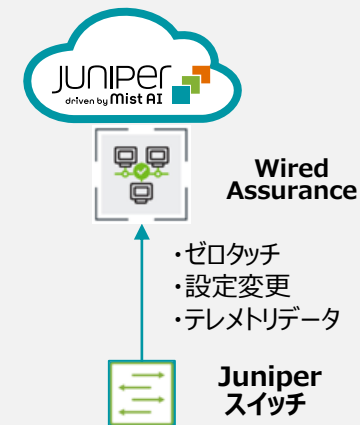 JUNIPEr
driven by Mist AI
Wired
Assurance
・ゼロタッチ
・設定変更
・テレメトリデータ
Juniper
スイッチ